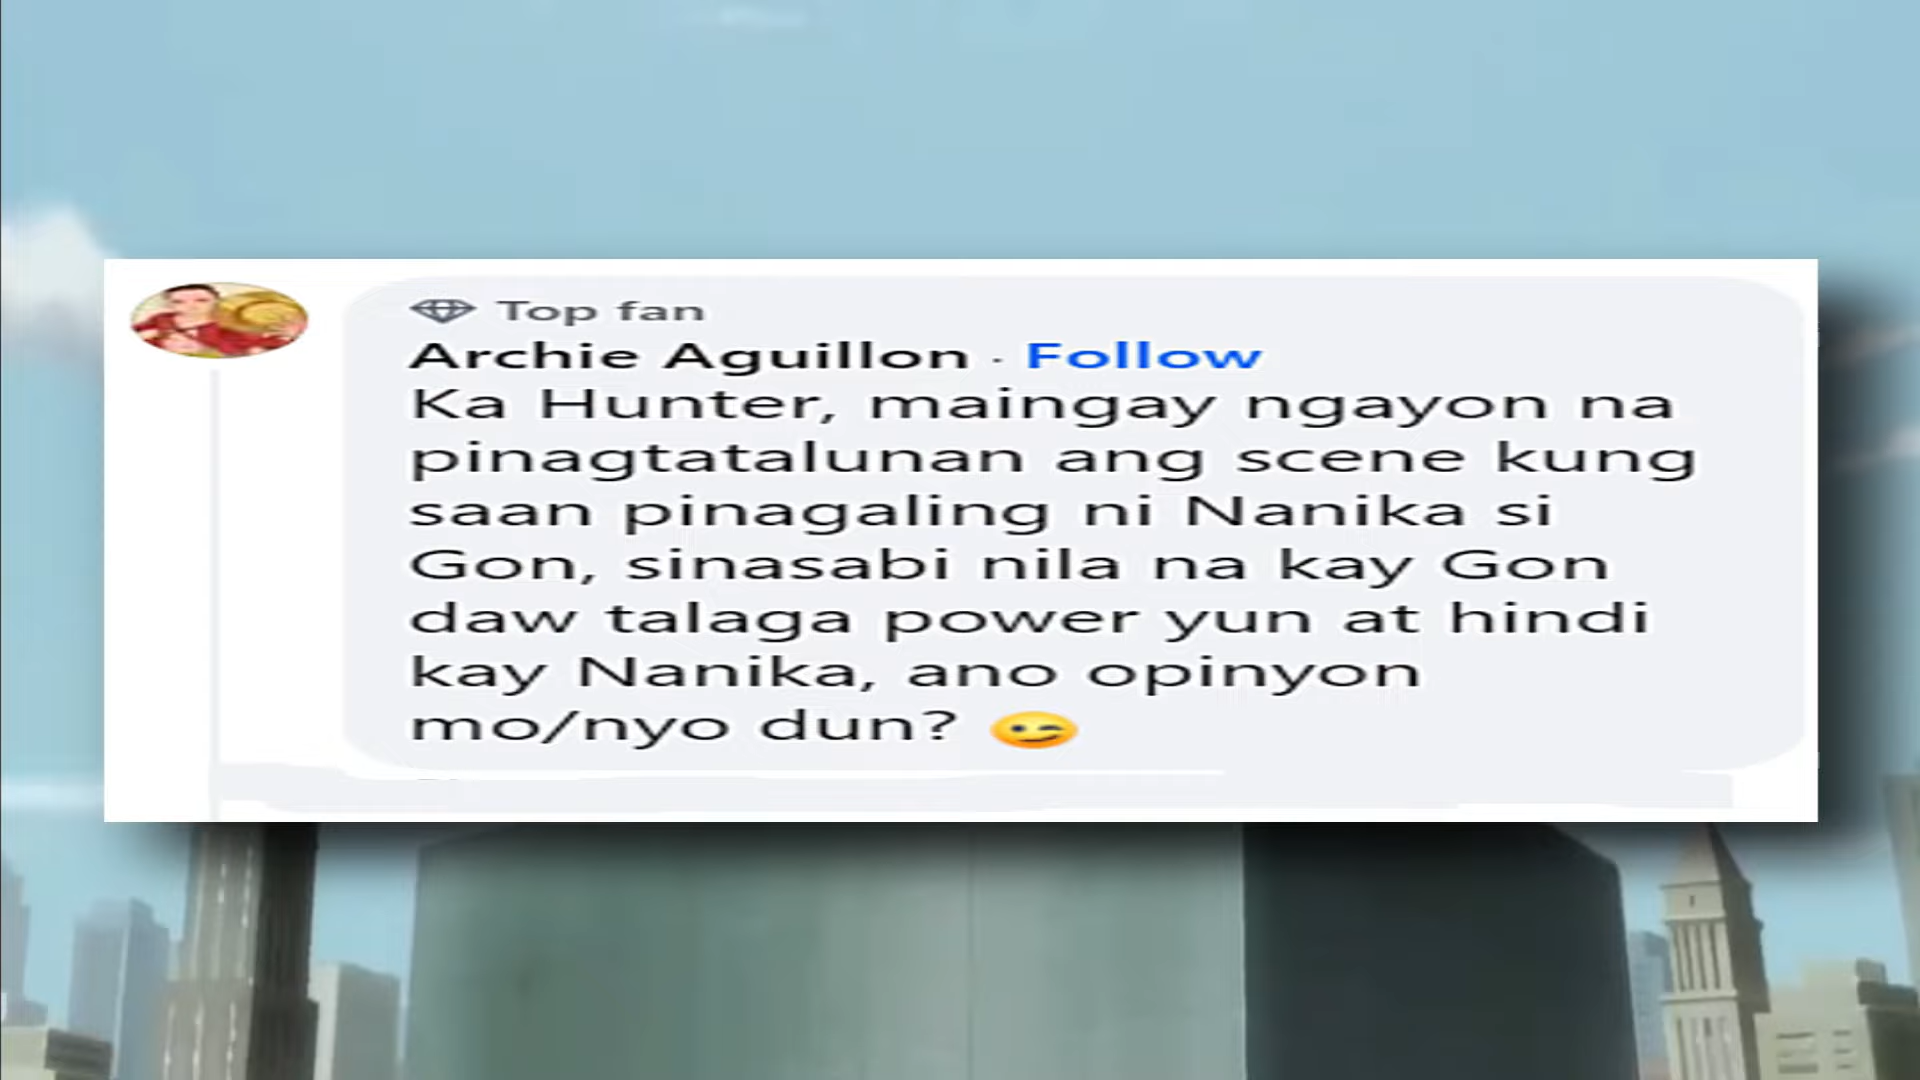 Top fan
Archie Aguillon · Follow
Ka Hunter, maingay ngayon na
pinagtatalunan ang scene kung
saan pinagaling ni Nanika si
Gon, sinasabi nila na kay Gon
daw talaga power yun at hindi
kay Nanika, ano opinyon
mo/nyo dun? 😉